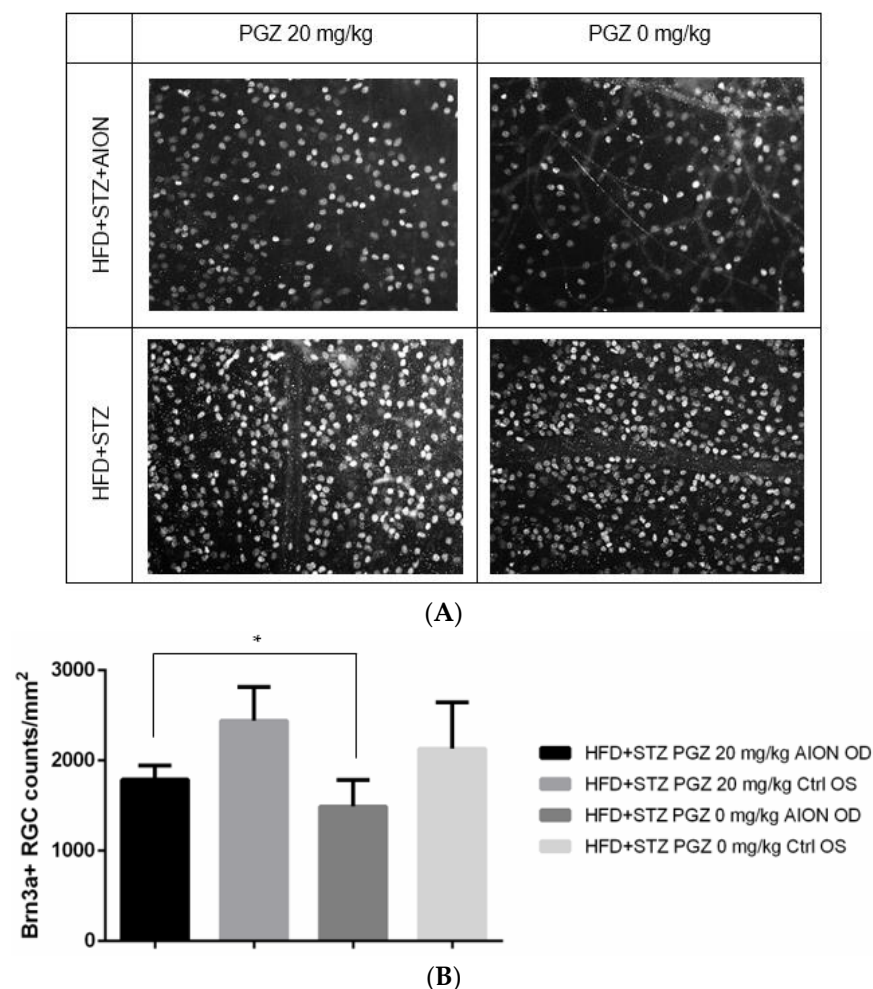 PGZ 20 mg/kg PGZ 0 mg/kg
HFD+STZ+AION
HFD+STZ
(A)
*
Brn3a+ RGC counts/mm²
3000
2000
1000
0
HFD+STZ PGZ 20 mg/kg AION OD
HFD+STZ PGZ 20 mg/kg Ctrl OS
HFD+STZ PGZ 0 mg/kg AION OD
HFD+STZ PGZ 0 mg/kg Ctrl OS
(B)